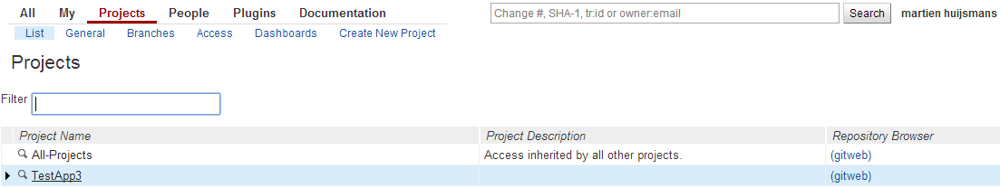 All My Projects People Plugins Documentation Change #, SHA-1, tr:id or owner:email Search martien huijsmans
List General Branches Access Dashboards Create New Project
Projects
Filter
Project Name Project Description Repository Browser
All-Projects Access inherited by all other projects. (gitweb)
TestApp3 (gitweb)